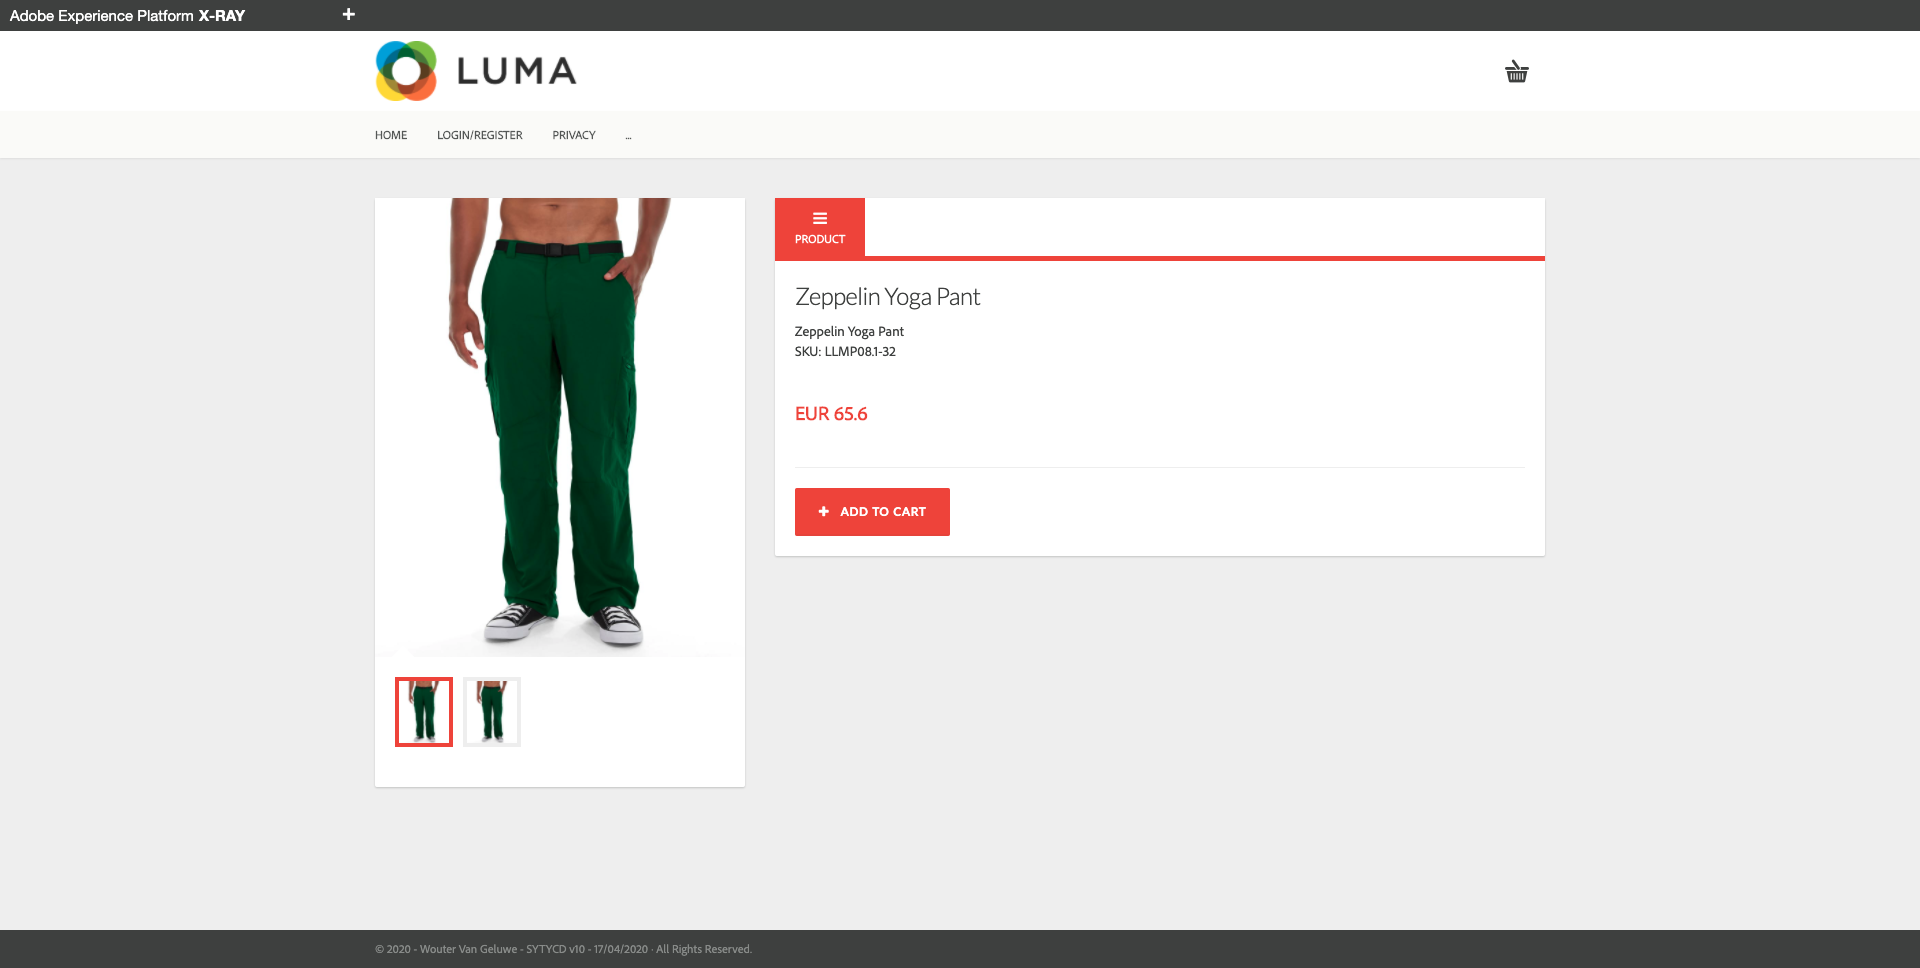 Adobe Experience Platform X-RAY
LUMA
HOME LOGIN/REGISTER PRIVACY ...
PRODUCT
Zeppelin Yoga Pant
Zeppelin Yoga Pant
SKU: LLMP08.1-32
EUR 65.6
ADD TO CART
© 2020 - Wouter Van Geluwe - SYTYCD v10 - 17/04/2020 · All Rights Reserved.